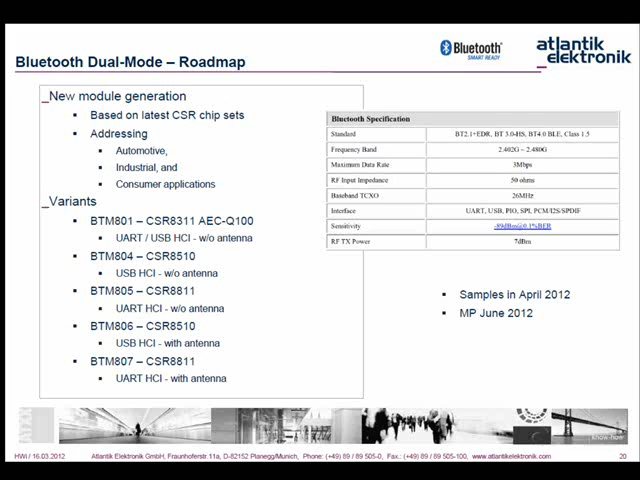 Bluetooth Dual-Mode – Roadmap
Bluetooth
SMART READY
atlantik
elektronik
_New module generation
Based on latest CSR chip sets
Addressing
Automotive,
Industrial, and
Consumer applications
_Variants
BTM801 – CSR8311 AEC-Q100
UART / USB HCI - w/o antenna
BTM804 – CSR8510
USB HCI - w/o antenna
BTM805 – CSR8811
UART HCI - w/o antenna
BTM806 – CSR8510
USB HCI - with antenna
BTM807 – CSR8811
UART HCI - with antenna
Bluetooth Specification
Standard BT2.1+EDR, BT 3.0-HS, BT4.0 BLE, Class 1.5
Frequency Band 2.402G ~ 2.480G
Maximum Data Rate 3Mbps
RF Input Impedance 50 ohms
Baseband TCXO 26MHz
Interface UART, USB, PIO, SPI, PCM/I2S/SPDIF
Sensitivity -89dBm@0.1%BER
RF TX Power 7dBm
Samples in April 2012
MP June 2012
know-how
HWi / 16.03.2012 Atlantik Elektronik GmbH, Fraunhoferstr.11a, D-82152 Planegg/Munich, Phone: (+49) 89 / 89 505-0, Fax.: (+49) 89 / 89 505-100, www.atlantikelektronik.com 20